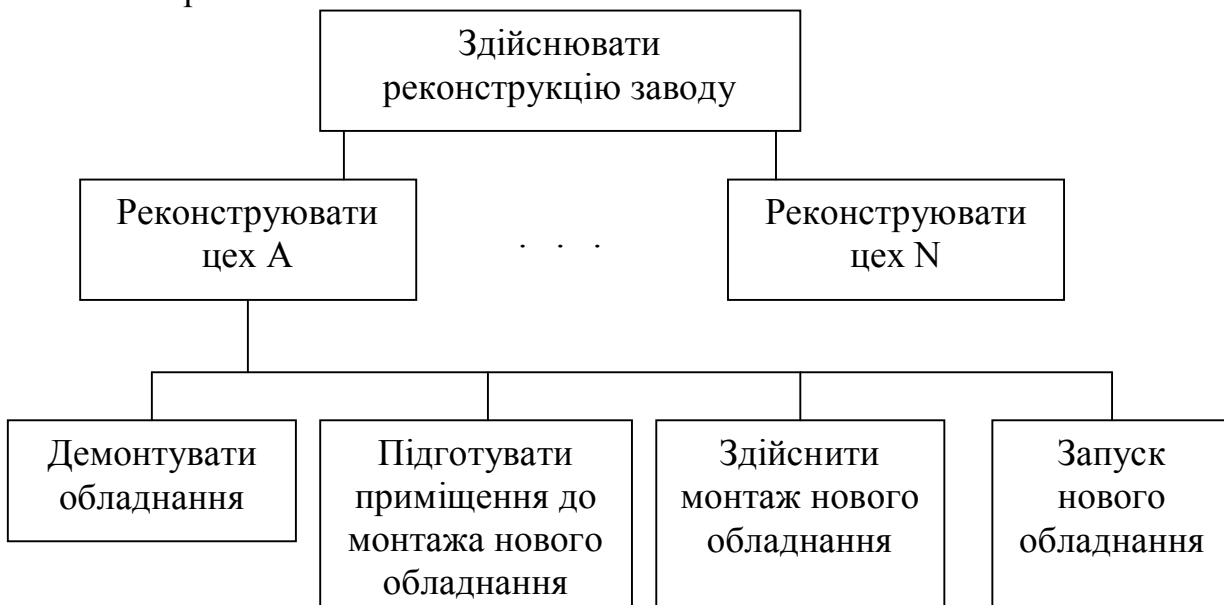 Здійснювати
реконструкцію заводу
Реконструювати
цех А
. . .
Реконструювати
цех N
Демонтувати
обладнання
Підготувати
приміщення до
монтажа нового
обладнання
Здійснити
монтаж нового
обладнання
Запуск
нового
обладнання